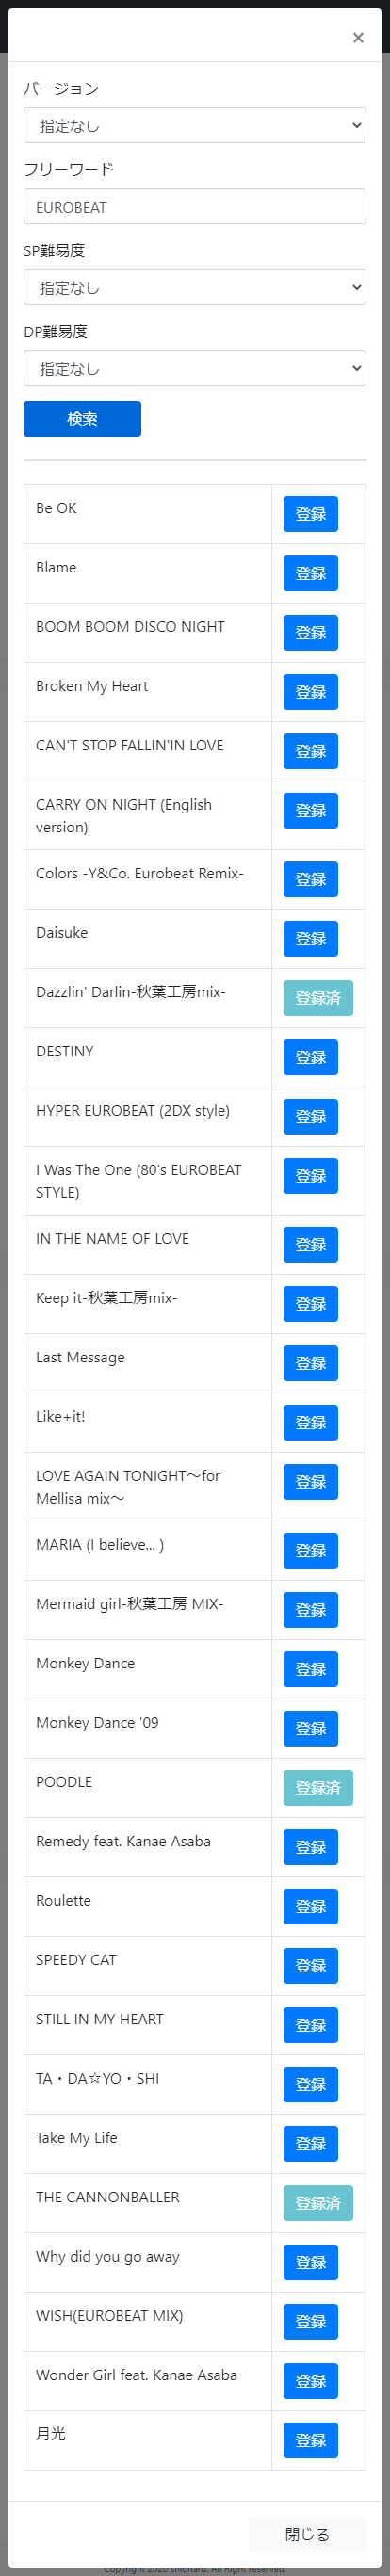 ×
バージョン
指定なし
フリーワード
EUROBEAT
SP難易度
指定なし
DP難易度
指定なし
検索
Be OK
登録
Blame
登録
BOOM BOOM DISCO NIGHT
登録
Broken My Heart
登録
CAN'T STOP FALLIN'IN LOVE
登録
CARRY ON NIGHT (English
version)
登録
Colors -Y&Co. Eurobeat Remix-
登録
Daisuke
登録
Dazzlin' Darlin-秋葉工房mix-
登録済
DESTINY
登録
HYPER EUROBEAT (2DX style)
登録
I Was The One (80's EUROBEAT
STYLE)
登録
IN THE NAME OF LOVE
登録
Keep it-秋葉工房mix-
登録
Last Message
登録
Like+it!
登録
LOVE AGAIN TONIGHT～for
Mellisa mix～
登録
MARIA (I believe... )
登録
Mermaid girl-秋葉工房 MIX-
登録
Monkey Dance
登録
Monkey Dance '09
登録
POODLE
登録済
Remedy feat. Kanae Asaba
登録
Roulette
登録
SPEEDY CAT
登録
STILL IN MY HEART
登録
TA・DA☆YO・SHI
登録
Take My Life
登録
THE CANNONBALLER
登録済
Why did you go away
登録
WISH(EUROBEAT MIX)
登録
Wonder Girl feat. Kanae Asaba
登録
月光
登録
閉じる
Copyright 2020 shioharu. All Right reserved.